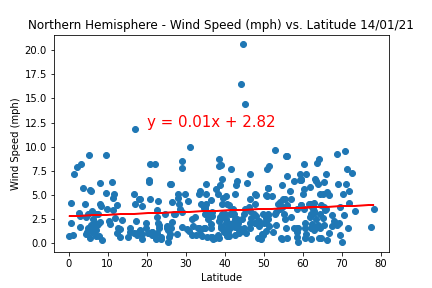 Northern Hemisphere - Wind Speed (mph) vs. Latitude 14/01/21
20.0
17.5
15.0
12.5
10.0
7.5
5.0
2.5
0.0
Wind Speed (mph)
y = 0.01x + 2.82
0 10 20 30 40 50 60 70 80
Latitude